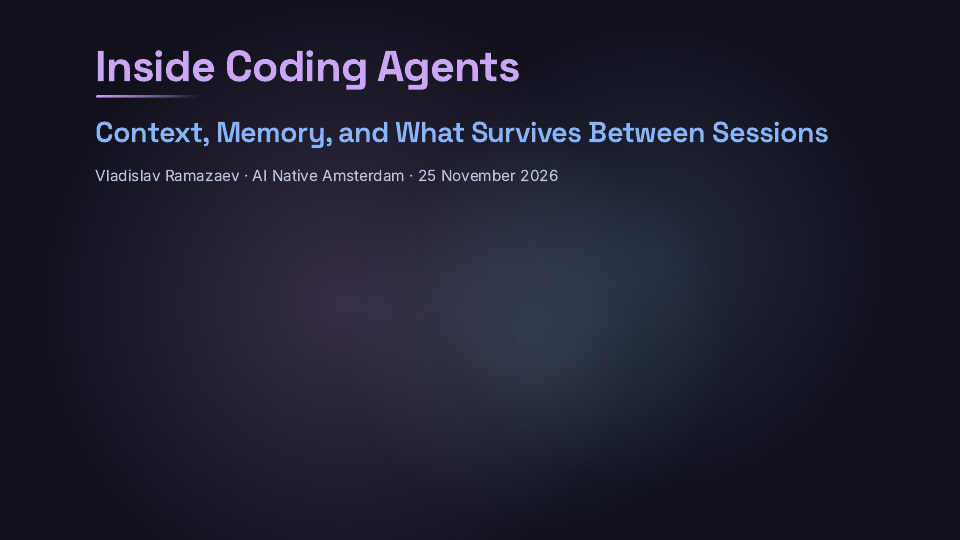 Inside Coding Agents
Context, Memory, and What Survives Between Sessions
Vladislav Ramazaev · AI Native Amsterdam · 25 November 2026